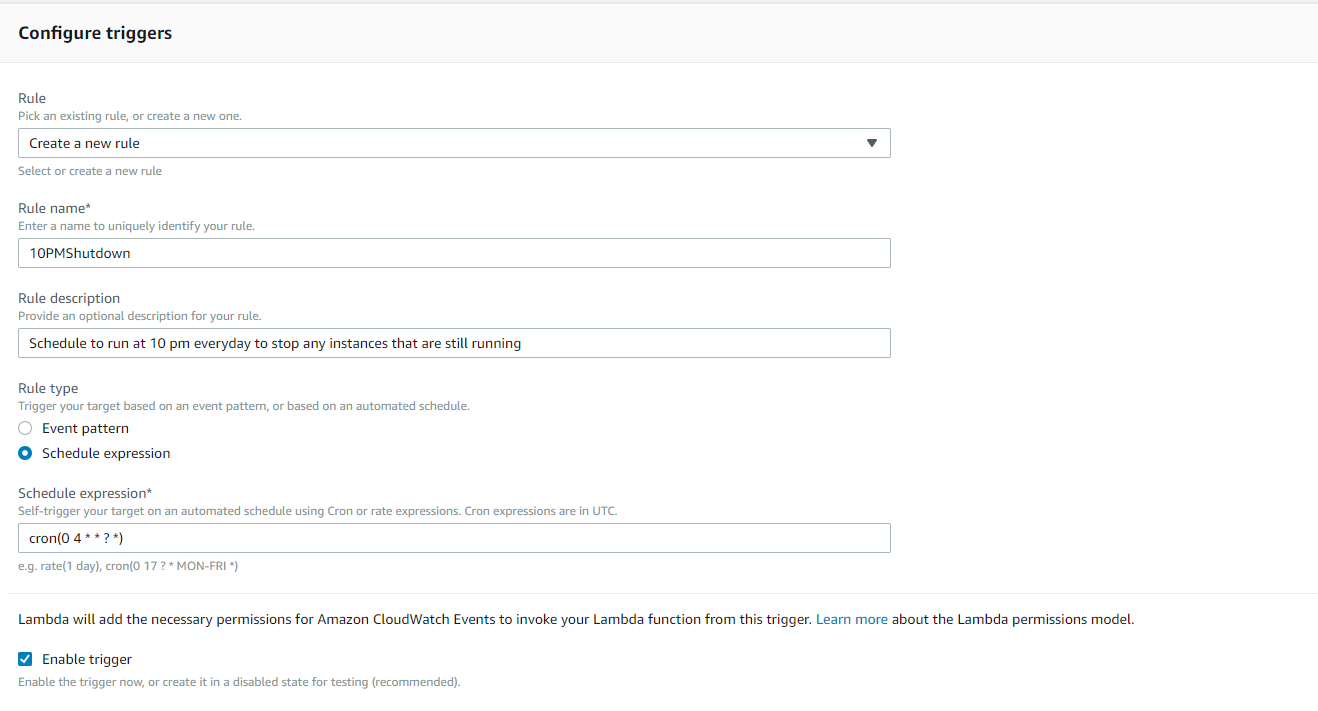 Configure triggers
Rule
Pick an existing rule, or create a new one.
Create a new rule
Select or create a new rule
Rule name*
Enter a name to uniquely identify your rule.
10PMShutdown
Rule description
Provide an optional description for your rule.
Schedule to run at 10 pm everyday to stop any instances that are still running
Rule type
Trigger your target based on an event pattern, or based on an automated schedule.
Event pattern
Schedule expression
Schedule expression*
Self-trigger your target on an automated schedule using Cron or rate expressions. Cron expressions are in UTC.
cron(0 4 * * ? *)
e.g. rate(1 day), cron(0 17 ? * MON-FRI *)
Lambda will add the necessary permissions for Amazon CloudWatch Events to invoke your Lambda function from this trigger. Learn more about the Lambda permissions model.
Enable trigger
Enable the trigger now, or create it in a disabled state for testing (recommended).